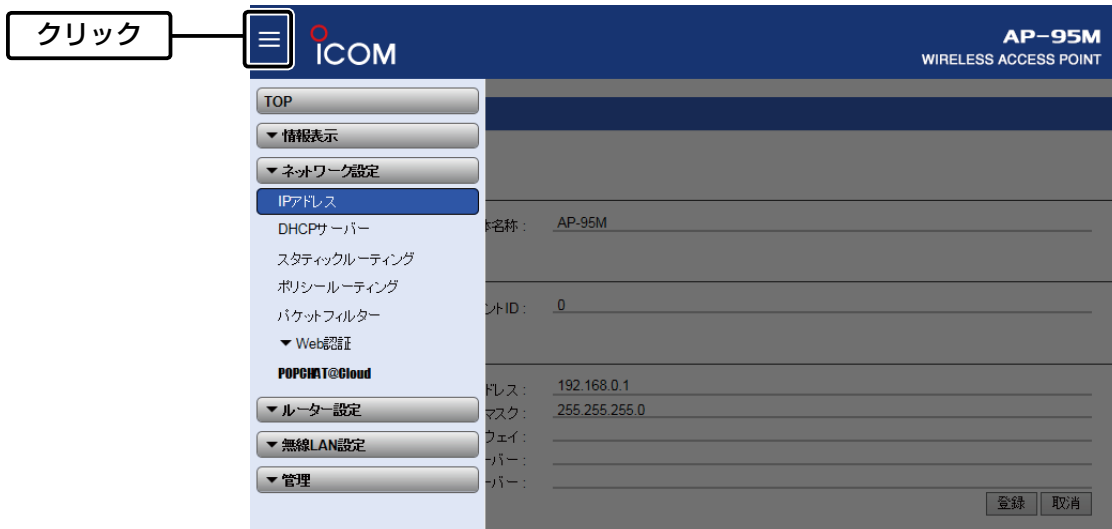 クリック
icom
AP-95M
WIRELESS ACCESS POINT
TOP
▼情報表示
▼ネットワーク設定
IPアドレス
DHCPサーバー
スタティックルーティング
ポリシールーティング
パケットフィルター
▼Web認証
POPCHAT@Cloud
▼ルーター設定
▼無線LAN設定
▼管理
体名称: AP-95M
ントID: 0
ドレス: 192.168.0.1
マスク: 255.255.255.0
ウェイ:
ーバー:
ーバー:
登録 取消